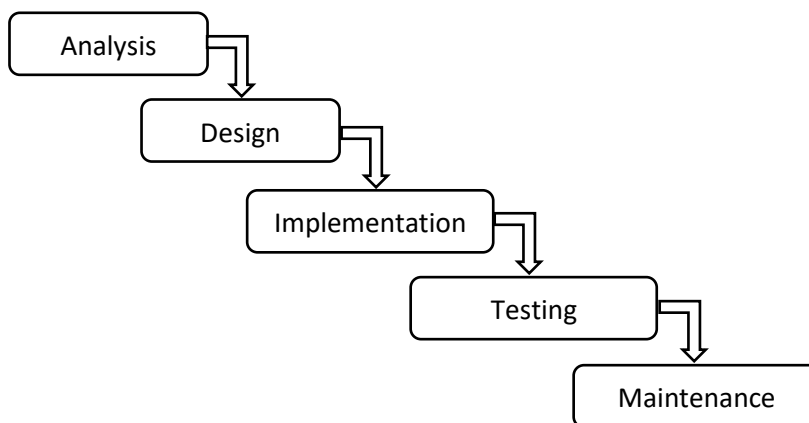 Analysis
Design
Implementation
Testing
Maintenance